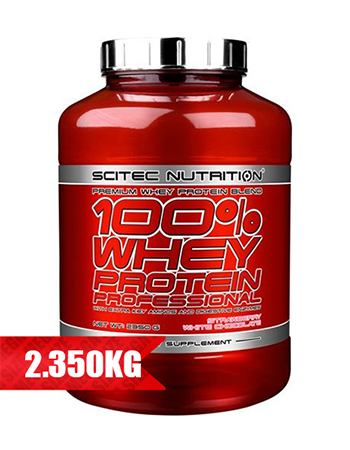 SCITEC NUTRITION
PREMIUM WHEY PROTEIN BLEND
100%
WHEY
PROTEIN
PROFESSIONAL
WITH EXTRA KEY AMINOS AND DIGESTIVE ENZYMES
NET WT. 2350 G
STRAWBERRY
WHITE CHOCOLATE
SUPPLEMENT
2.350KG